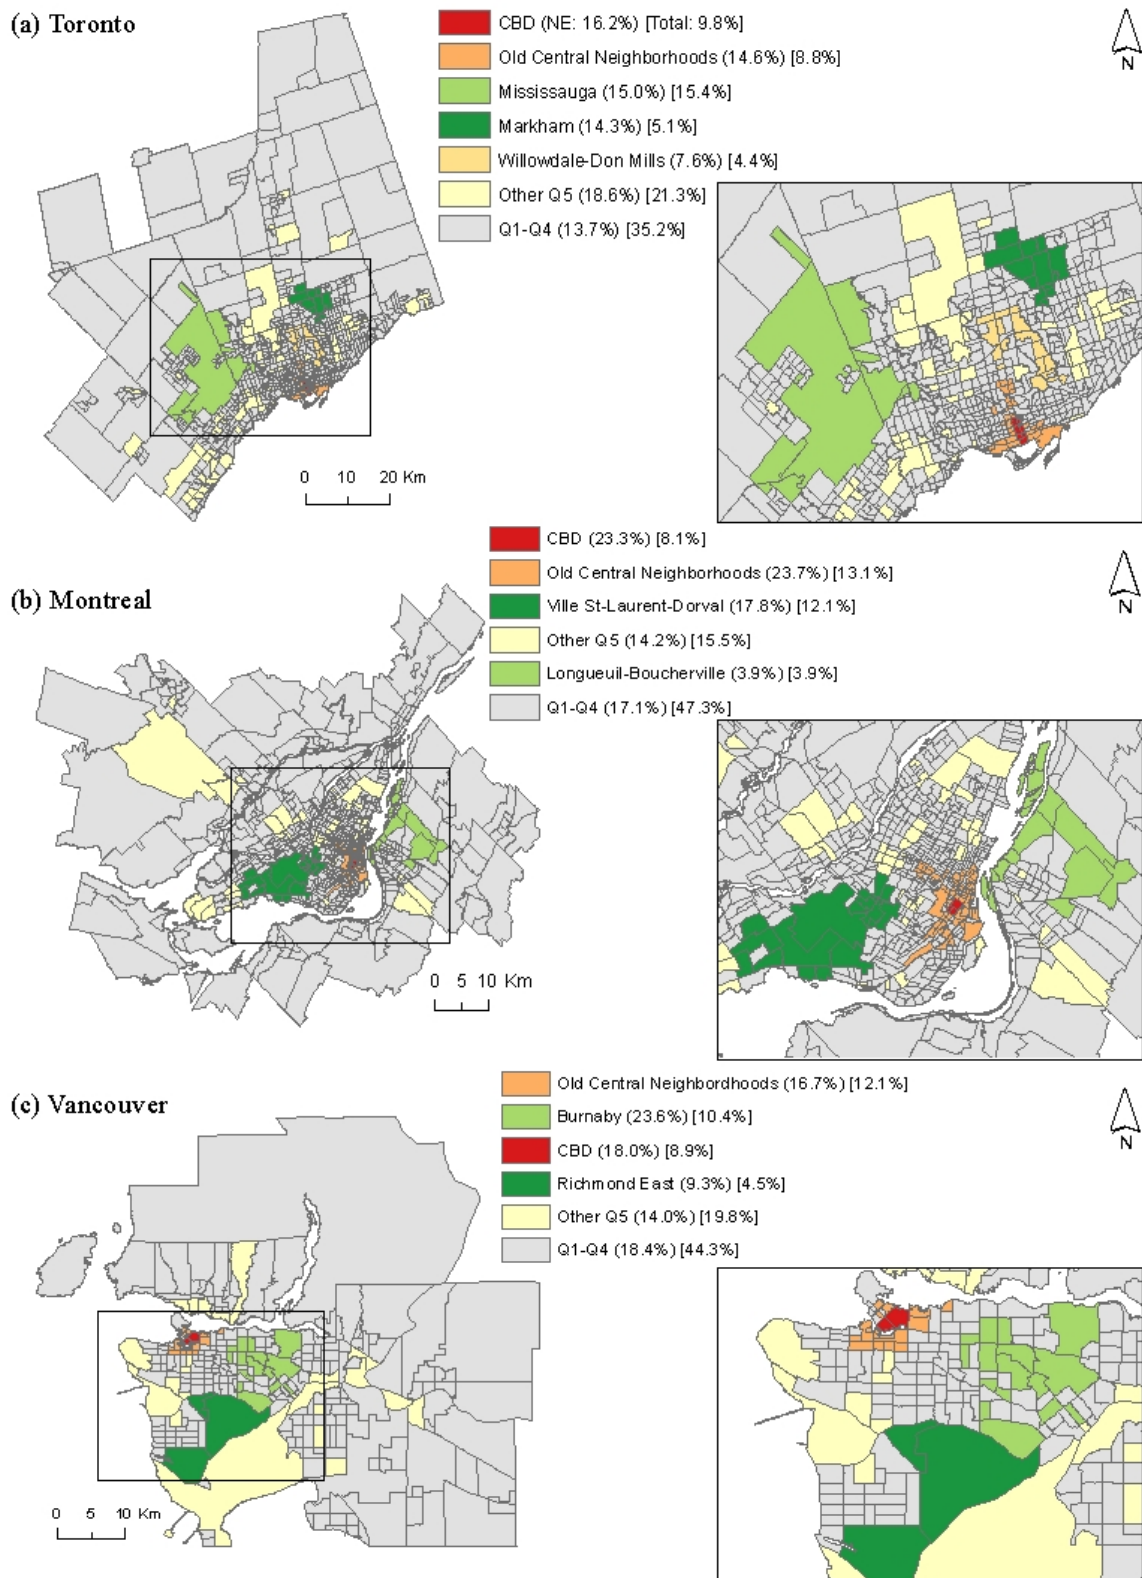 (a) Toronto
CBD (NE: 16.2%) [Total: 9.8%]
Old Central Neighborhoods (14.6%) [8.8%]
Mississauga (15.0%) [15.4%]
Markham (14.3%) [5.1%]
Willowdale-Don Mills (7.6%) [4.4%]
Other Q5 (18.6%) [21.3%]
Q1-Q4 (13.7%) [35.2%]
N
0 10 20 Km
(b) Montreal
CBD (23.3%) [8.1%]
Old Central Neighborhoods (23.7%) [13.1%]
Ville St-Laurent-Dorval (17.8%) [12.1%]
Other Q5 (14.2%) [15.5%]
Longueuil-Boucherville (3.9%) [3.9%]
Q1-Q4 (17.1%) [47.3%]
N
0 5 10 Km
(c) Vancouver
Old Central Neighbordhoods (16.7%) [12.1%]
Burnaby (23.6%) [10.4%]
CBD (18.0%) [8.9%]
Richmond East (9.3%) [4.5%]
Other Q5 (14.0%) [19.8%]
Q1-Q4 (18.4%) [44.3%]
N
0 5 10 Km